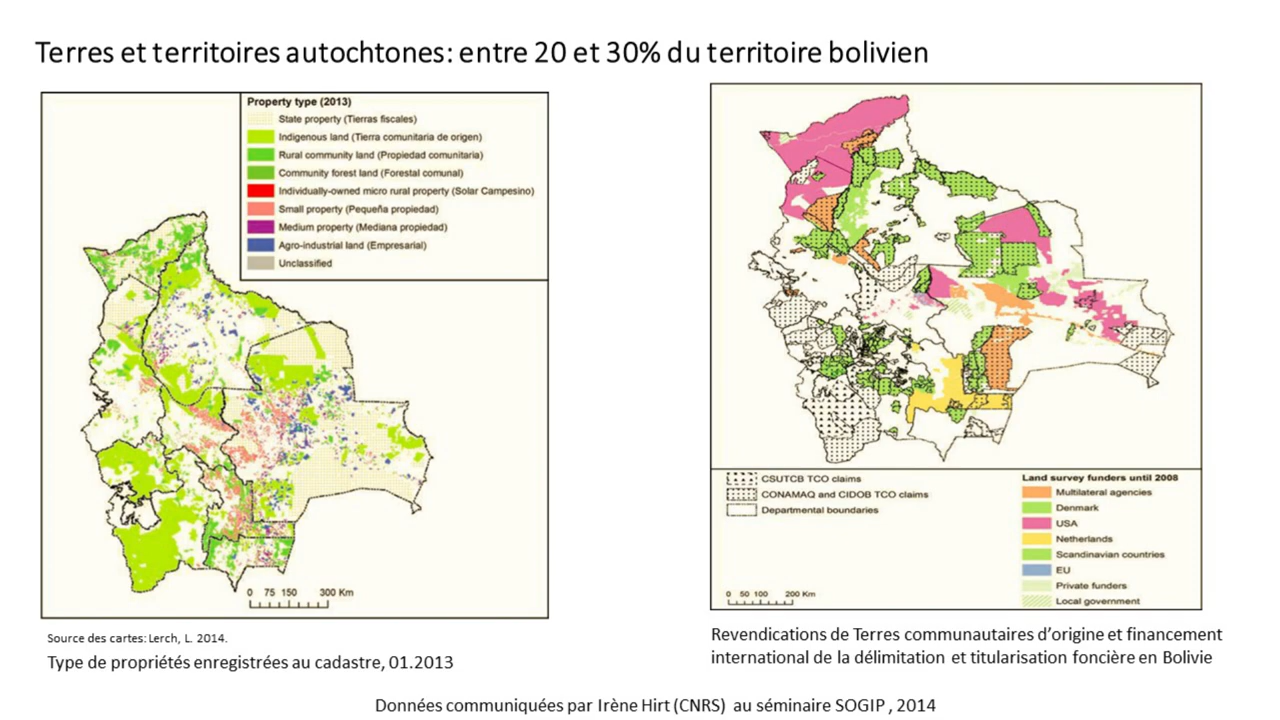 Terres et territoires autochtones: entre 20 et 30% du territoire bolivien
Property type (2013)
State property (Tierras fiscales)
Indigenous land (Tierra comunitaria de origen)
Rural community land (Propiedad comunitaria)
Community forest land (Forestal comunal)
Individually-owned micro rural property (Solar Campesino)
Small property (Pequeña propiedad)
Medium property (Mediana propiedad)
Agro-industrial land (Empresarial)
Unclassified
0 75 150 300 Km
Source des cartes: Lerch, L. 2014.
Type de propriétés enregistrées au cadastre, 01.2013
CSUTCB TCO claims
CONAMAQ and CIDOB TCO claims
Departmental boundaries
Land survey funders until 2008
Multilateral agencies
Denmark
USA
Netherlands
Scandinavian countries
EU
Private funders
Local government
0 50 100 200 Km
Revendications de Terres communautaires d'origine et financement
international de la délimitation et titularisation foncière en Bolivie
Données communiquées par Irène Hirt (CNRS) au séminaire SOGIP , 2014